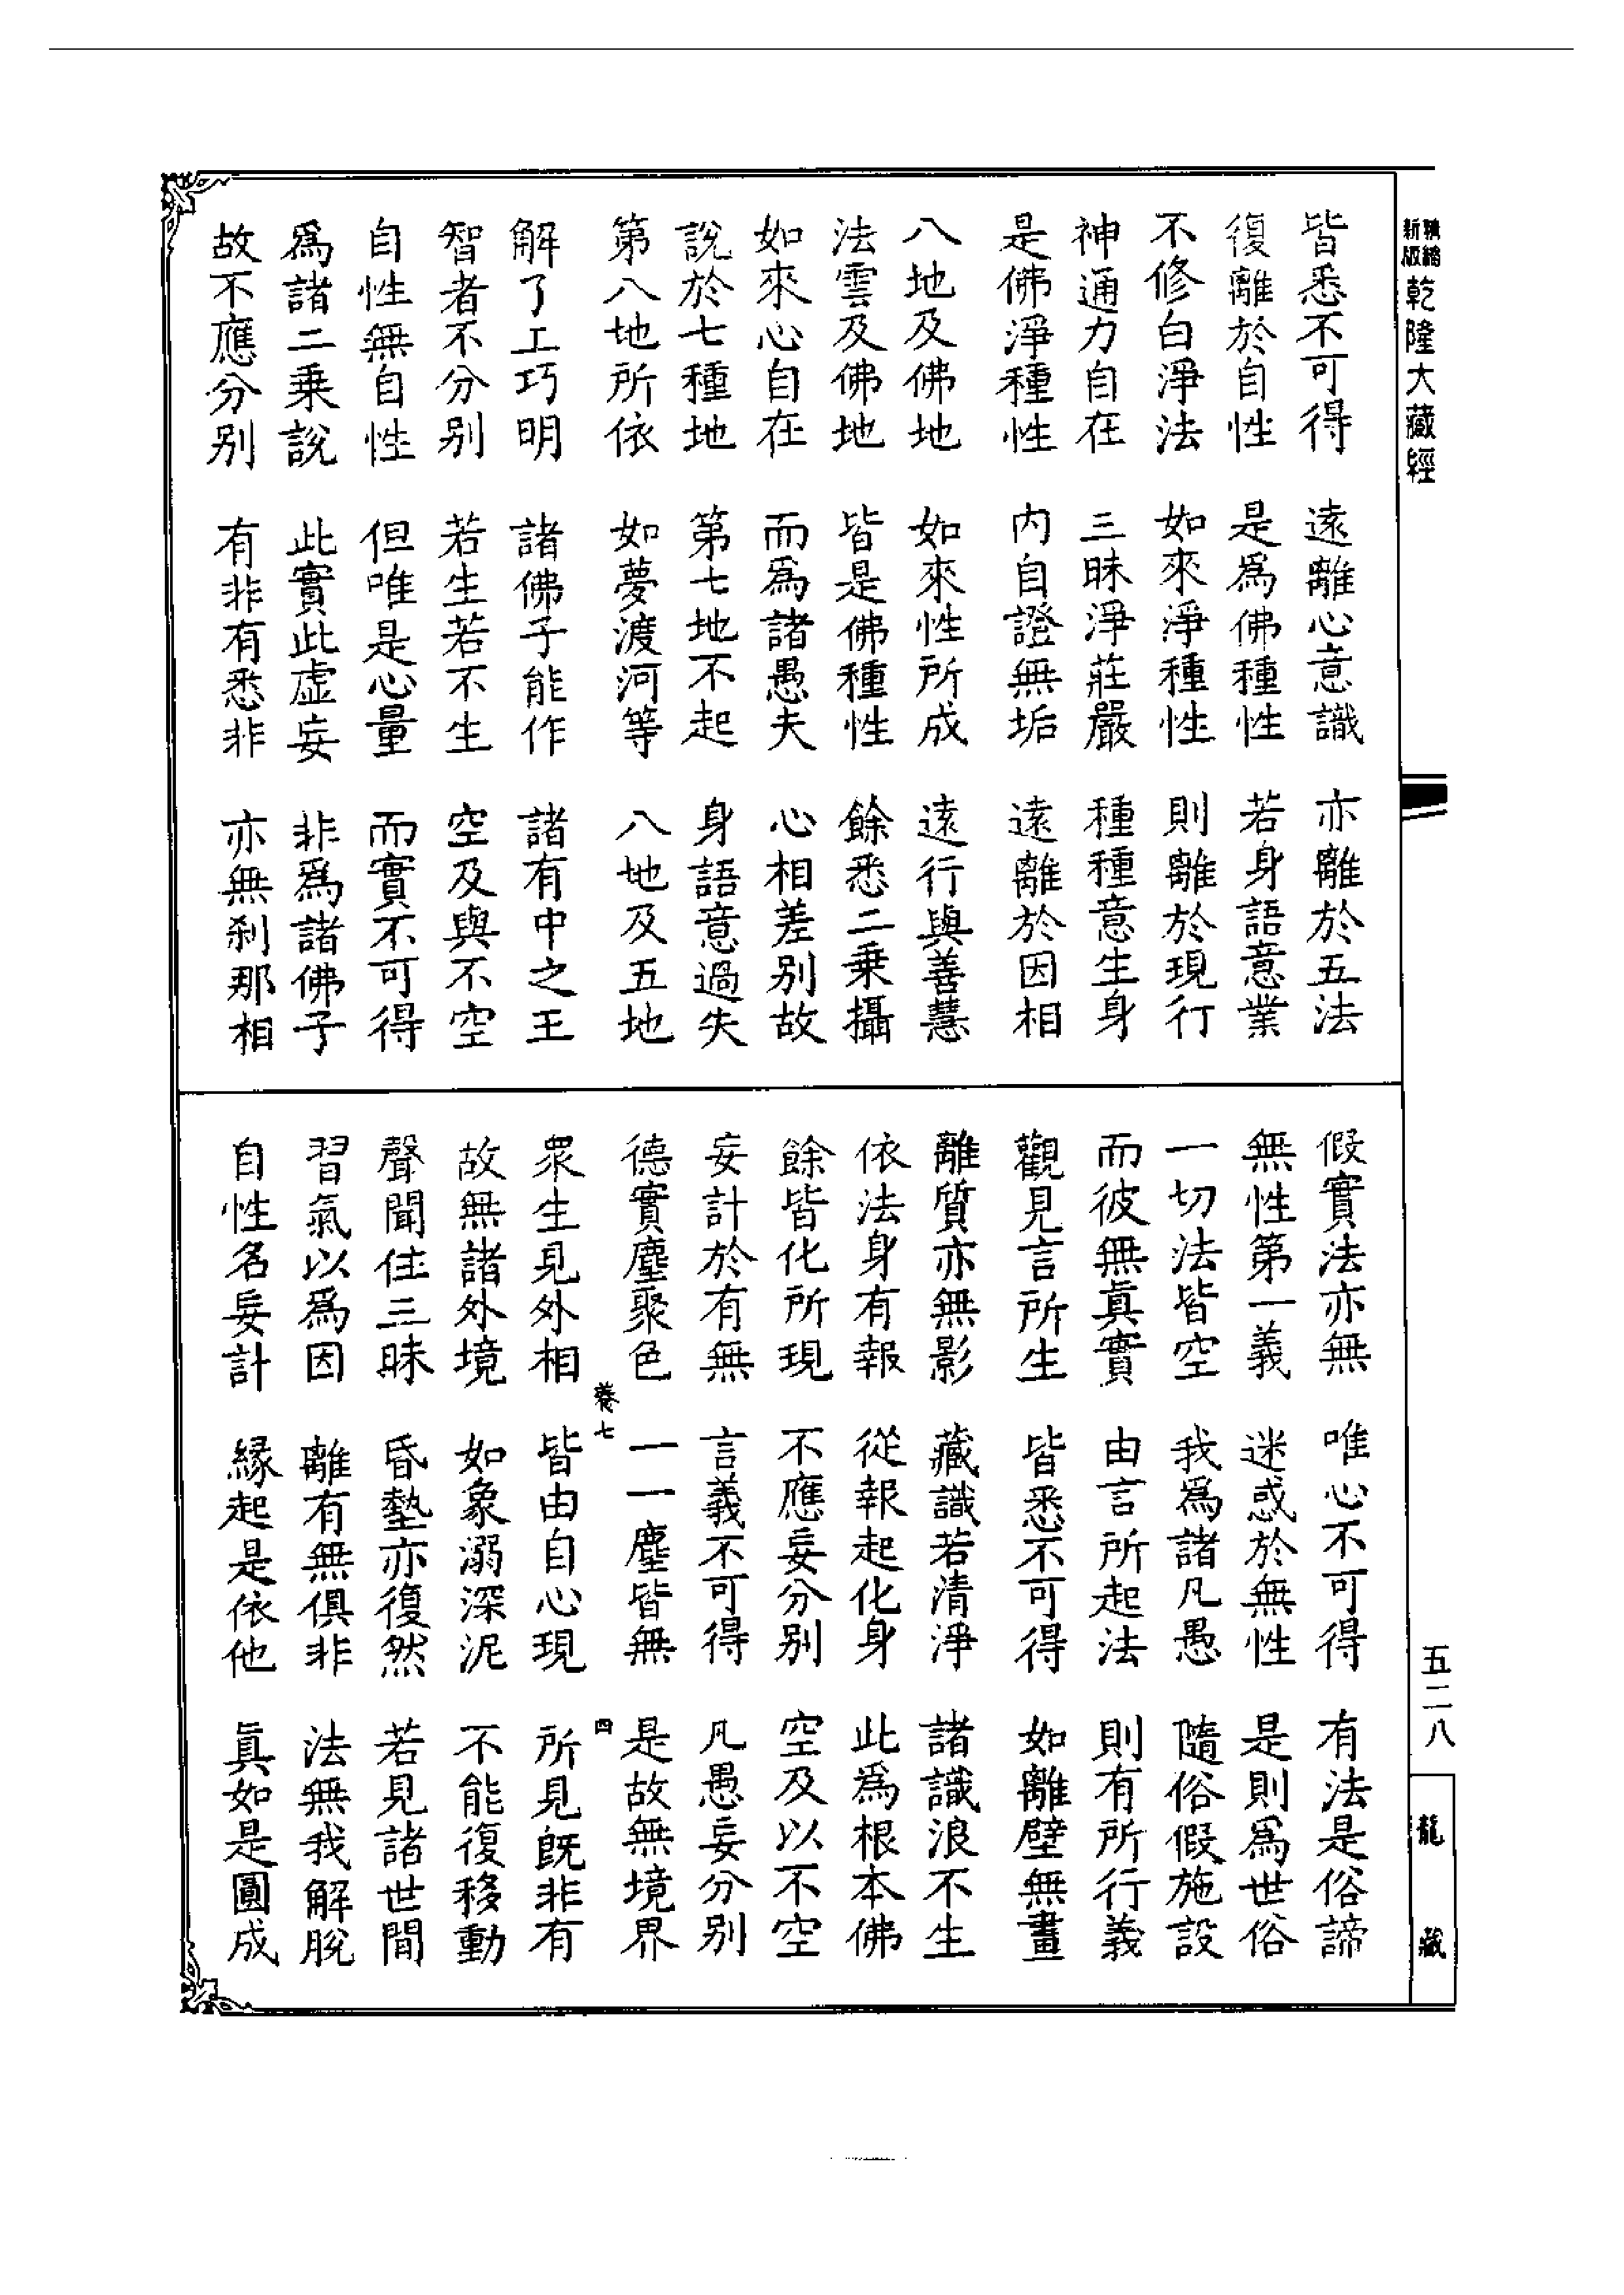 新版精縮乾隆大藏經
皆悉不可得 遠離心意識 亦離於五法
復離於自性 是爲佛種性 若身語意業
不修白淨法 如來淨種性 則離於現行
神通力自在 三昧淨莊嚴 種種意生身
是佛淨種性 內自證無垢 遠離於因相
八地及佛地 如來性所成 遠行與善慧
法雲及佛地 皆是佛種性 餘悉二乘攝
如來心自在 而爲諸愚夫 心相差别故
說於七種地 第七地不起 身語意過失
第八地所依 如夢渡河等 八地及五地
解了工巧明 諸佛子能作 諸有中之王
智者不分别 若生若不生 空及與不空
自性無自性 但唯是心量 而實不可得
爲諸二乘說 此實此虛妄 非爲諸佛子
故不應分别 有非有悉非 亦無刹那相
假實法亦無 唯心不可得 有法是俗諦
無性第一義 迷惑於無性 是則爲世俗
一切法皆空 我爲諸凡愚 隨俗假施設
而彼無眞實 由言所起法 則有所行義
觀見言所生 皆悉不可得 如離壁無畫
離質亦無影 藏識若清淨 諸識浪不生
依法身有報 從報起化身 此爲根本佛
餘皆化所現 不應妄分别 空及以不空
妄計於有無 言義不可得 凡愚妄分别
德實塵聚色 一一塵皆無 是故無境界
卷七 四
眾生見外相 皆由自心現 所見旣非有
故無諸外境 如象溺深泥 不能復移動
聲聞住三昧 昏墊亦復然 若見諸世間
習氣以爲因 離有無俱非 法無我解脫
自性名妄計 緣起是依他 眞如是圓成
五二八
龍藏